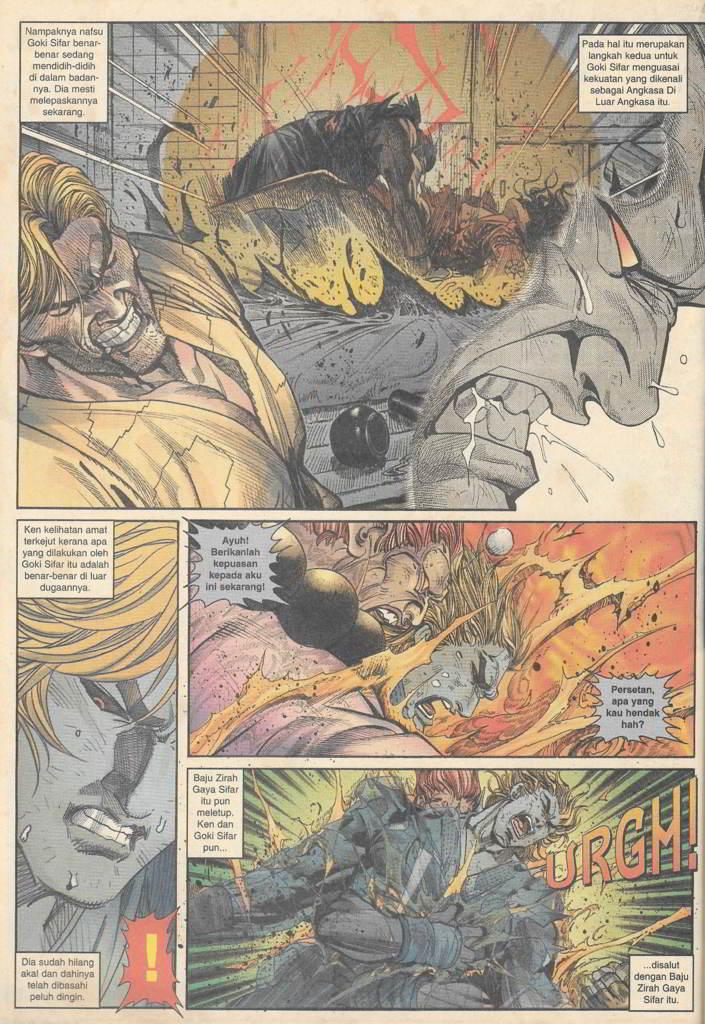 Nampaknya nafsu
Goki Sifar benar-
benar sedang
mendidih-didih
di dalam badan-
nya. Dia mesti
melepaskannya
sekarang.
Pada hal itu merupakan
langkah kedua untuk
Goki Sifar menguasai
kekuatan yang dikenali
sebagai Angkasa Di
Luar Angkasa itu.
Ken kelihatan amat
terkejut kerana apa
yang dilakukan oleh
Goki Sifar itu adalah
benar-benar di luar
dugaannya.
Dia sudah hilang
akal dan dahinya
telah dibasahi
peluh dingin.
!
Ayuh!
Berikanlah
kepuasan
kepada aku
ini sekarang!
Persetan,
apa yang
kau hendak
hah?
Baju Zirah
Gaya Sifar
itu pun
meletup.
Ken dan
Goki Sifar
pun...
URGH!
...disalut
dengan Baju
Zirah Gaya
Sifar itu.